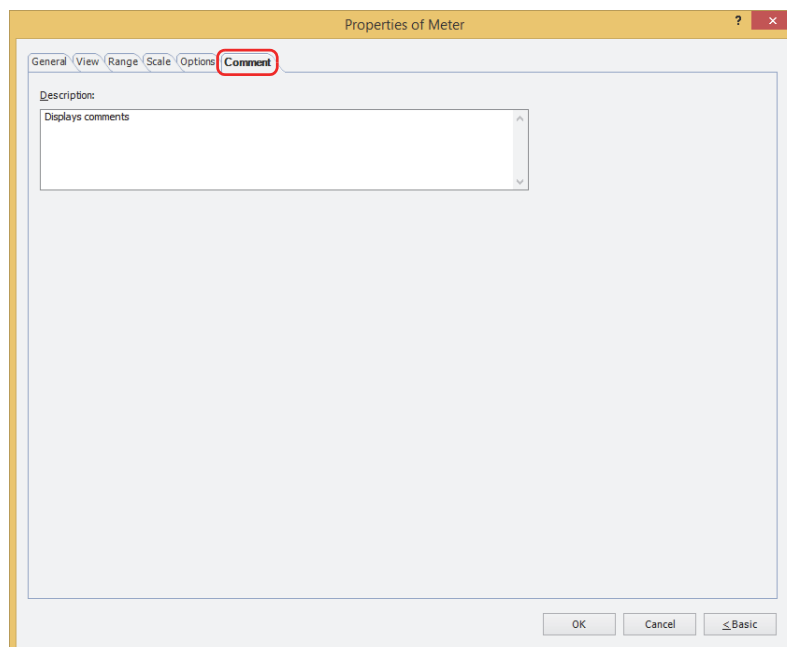 Properties of Meter
?
General View Range Scale Options Comment
Description:
Displays comments
OK Cancel < Basic